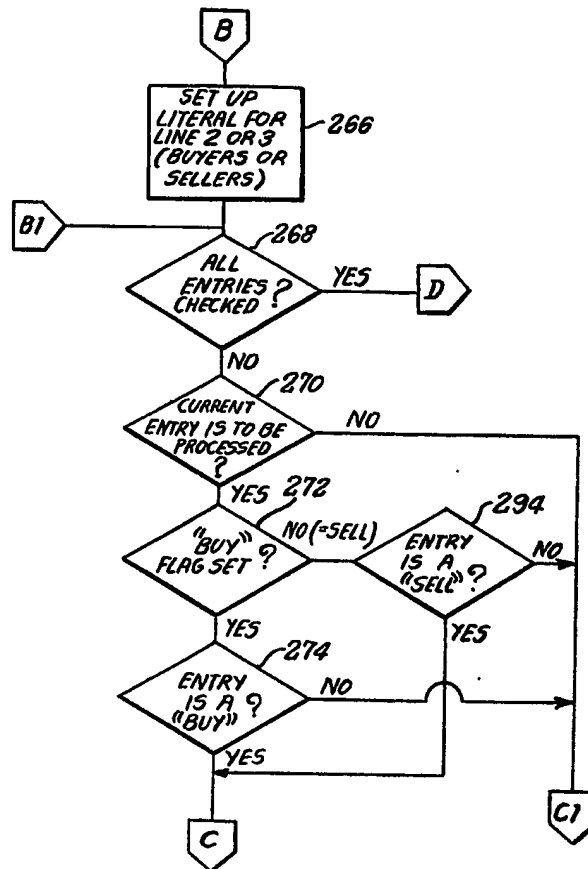 B
SET UP
LITERAL FOR
LINE 2 OR 3
(BUYERS OR
SELLERS)
266
B1
268
ALL
ENTRIES
CHECKED ?
YES
D
NO
270
CURRENT
ENTRY IS TO BE
PROCESSED
?
NO
YES
272
"BUY"
FLAG SET ?
NO (=SELL)
294
ENTRY
IS A
"SELL" ?
NO
YES
YES
274
ENTRY
IS A
"BUY" ?
NO
YES
C
C1